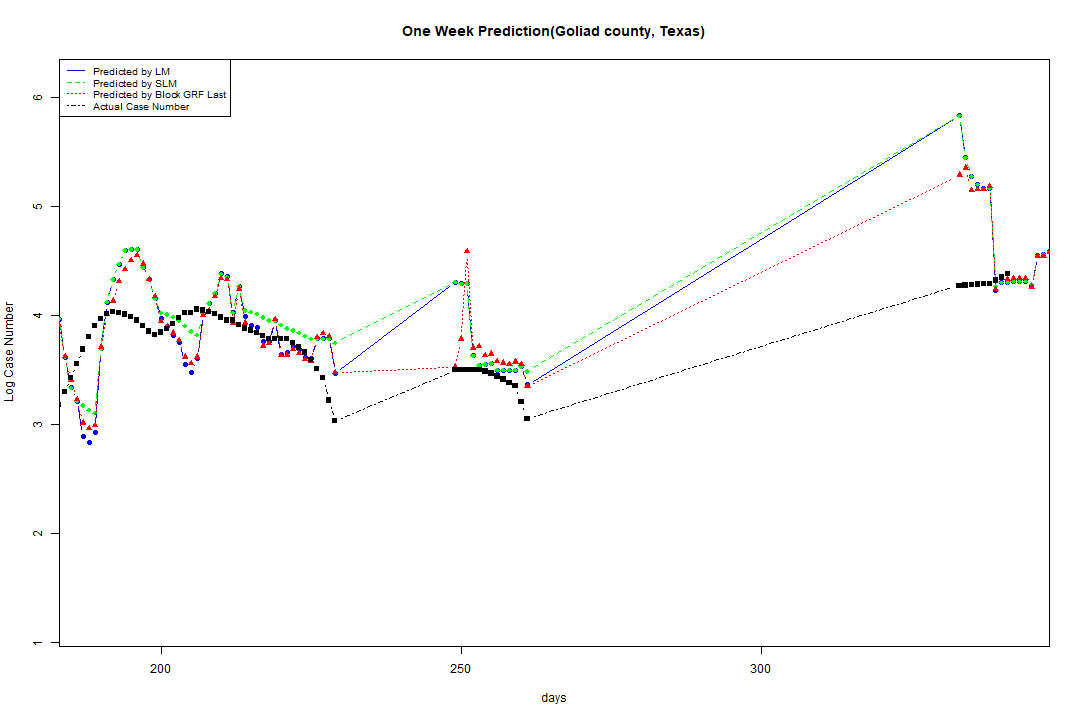 One Week Prediction(Goliad county, Texas)
Predicted by LM
Predicted by SLM
Predicted by Block GRF Last
Actual Case Number
6
5
4
3
2
1
Log Case Number
200 250 300
days